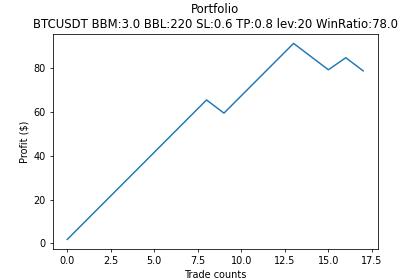 Portfolio
BTCUSDT BBM:3.0 BBL:220 SL:0.6 TP:0.8 lev:20 WinRatio:78.0
80
60
40
20
0
Profit ($)
0.0 2.5 5.0 7.5 10.0 12.5 15.0 17.5
Trade counts